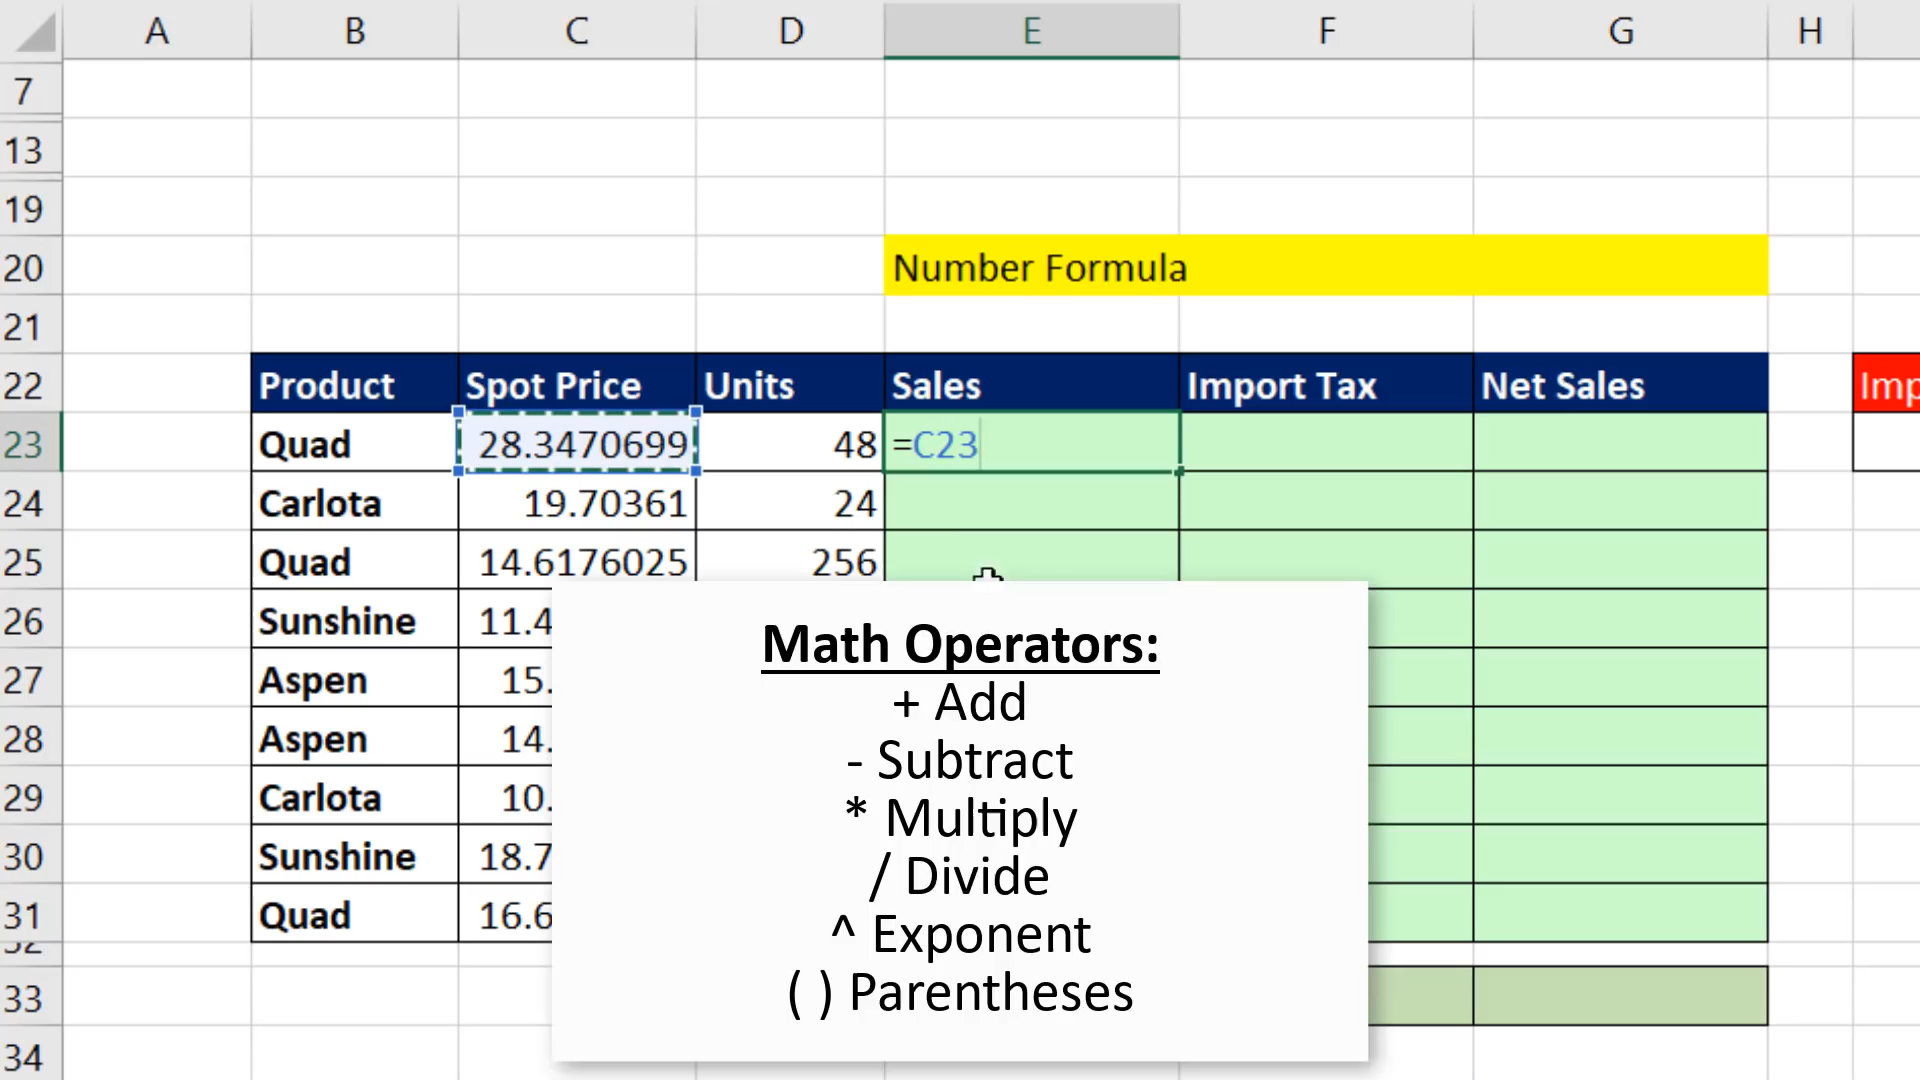 A B C D E F G H
7
13
19
20 Number Formula
21
22 Product Spot Price Units Sales Import Tax Net Sales Imp
23 Quad 28.3470699 48 =C23
24 Carlota 19.70361 24
25 Quad 14.6176025 256
26 Sunshine 11.4
27 Aspen 15.
28 Aspen 14.
29 Carlota 10.
30 Sunshine 18.7
31 Quad 16.6
32
33
34
Math Operators:
+ Add
- Subtract
* Multiply
/ Divide
^ Exponent
( ) Parentheses